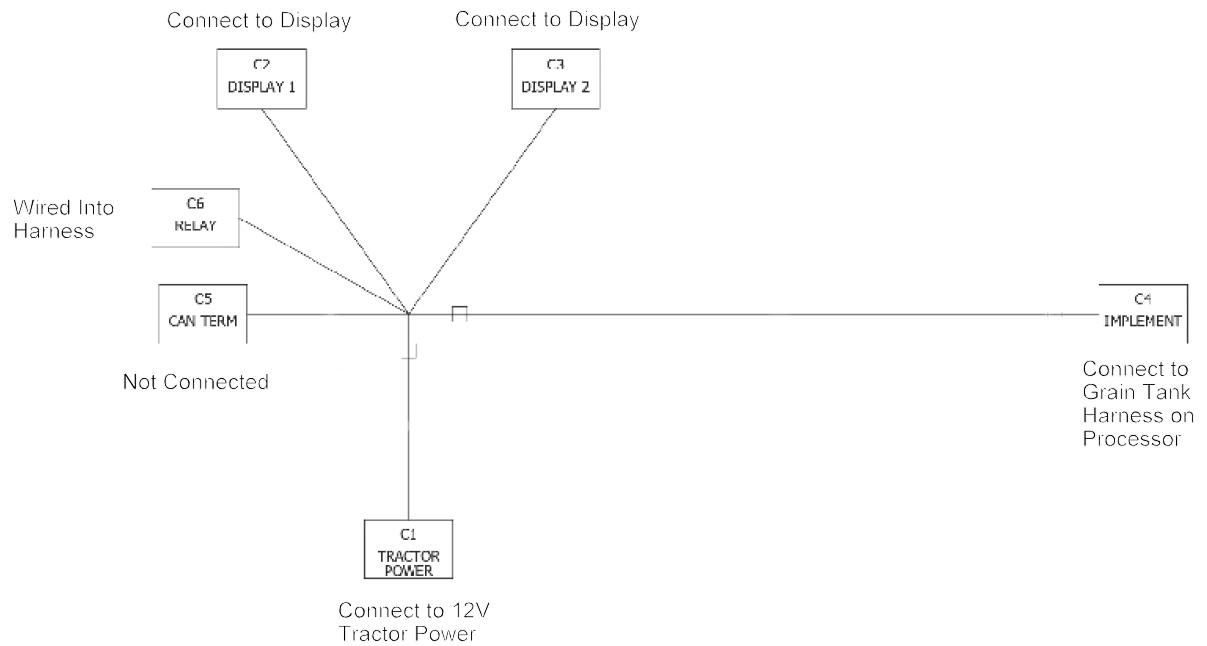 Connect to Display
Connect to Display
C2
DISPLAY 1
C3
DISPLAY 2
Wired Into
Harness
C6
RELAY
C5
CAN TERM
C4
IMPLEMENT
Not Connected
Connect to
Grain Tank
Harness on
Processor
C1
TRACTOR
POWER
Connect to 12V
Tractor Power